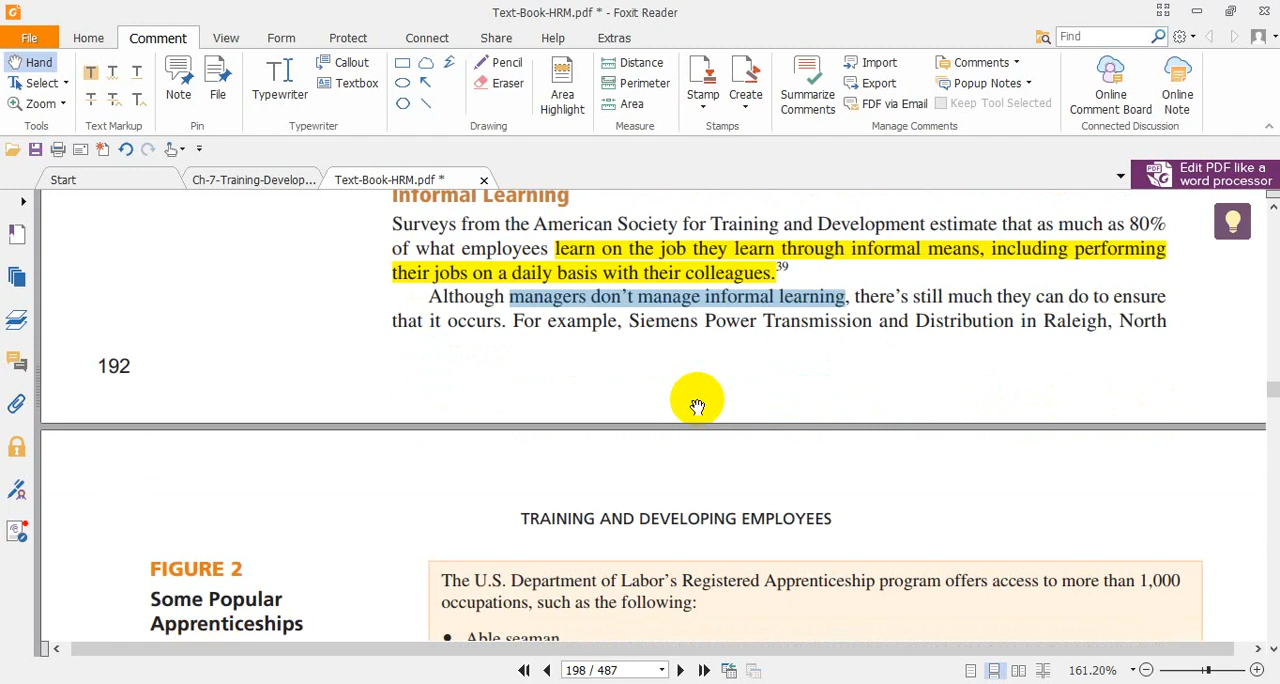 Text-Book-HRM.pdf * - Foxit Reader
File Home Comment View Form Protect Connect Share Help Extras
Find
Hand
Select
Zoom
Tools
Text Markup
Note
File
Pin
Typewriter
Callout
Textbox
Typewriter
Pencil
Eraser
Drawing
Area
Highlight
Distance
Perimeter
Area
Measure
Stamp
Create
Stamps
Summarize
Comments
Import
Export
FDF via Email
Comments
Popup Notes
Keep Tool Selected
Manage Comments
Online
Comment Board
Online
Note
Connected Discussion
Start
Ch-7-Training-Develop...
Text-Book-HRM.pdf *
Edit PDF like a
word processor
Informal Learning
Surveys from the American Society for Training and Development estimate that as much as 80%
of what employees learn on the job they learn through informal means, including performing
their jobs on a daily basis with their colleagues.39
Although managers don't manage informal learning, there's still much they can do to ensure
that it occurs. For example, Siemens Power Transmission and Distribution in Raleigh, North
192
TRAINING AND DEVELOPING EMPLOYEES
FIGURE 2
Some Popular
Apprenticeships
The U.S. Department of Labor's Registered Apprenticeship program offers access to more than 1,000
occupations, such as the following:
• Able seaman
198 / 487
161.20%